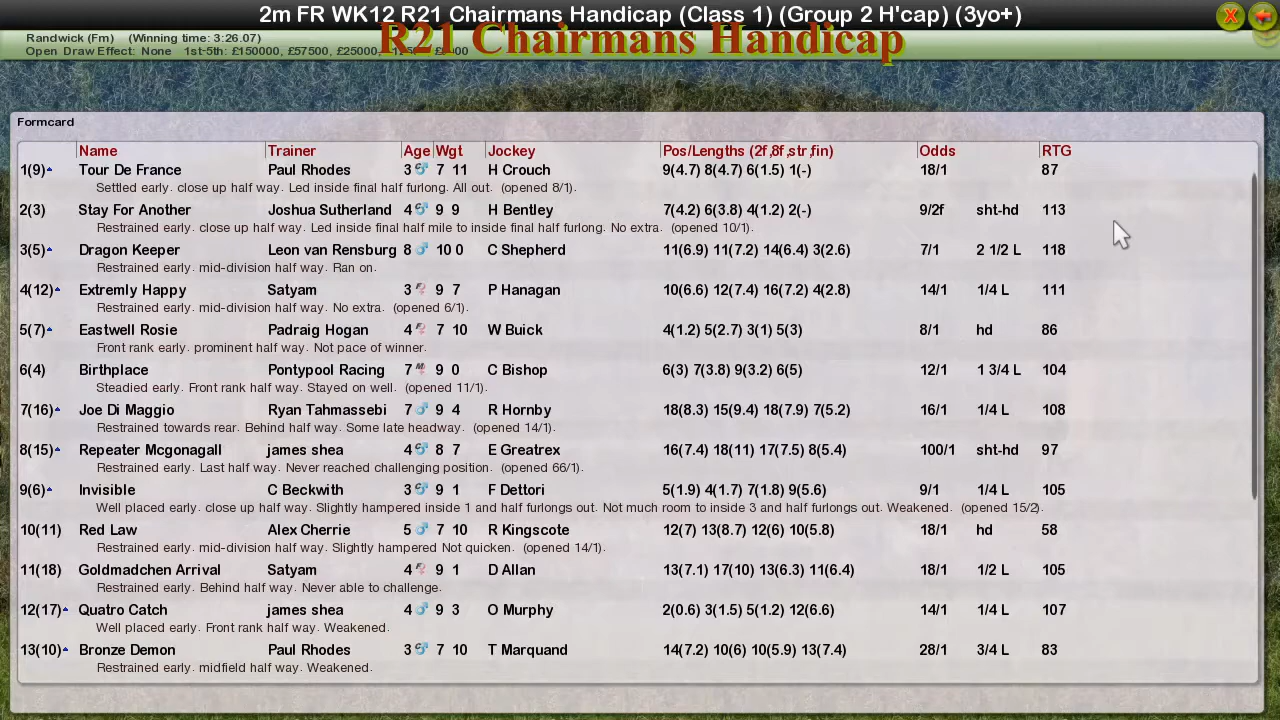 2m FR WK12 R21 Chairmans Handicap (Class 1) (Group 2 H'cap) (3yo+)
R21 Chairmans Handicap
Randwick (Fm) (Winning time: 3:26.07)
Open Draw Effect: None 1st-5th: £150000, £57500, £25000,
Formcard
Name Trainer Age Wgt Jockey Pos/Lengths (2f,8f,str,fin) Odds RTG
1(9) Tour De France Paul Rhodes 3 7 11 H Crouch 9(4.7) 8(4.7) 6(1.5) 1(-) 18/1 87
Settled early. close up half way. Led inside final half furlong. All out. (opened 8/1).
2(3) Stay For Another Joshua Sutherland 4 9 9 H Bentley 7(4.2) 6(3.8) 4(1.2) 2(-) 9/2f sht-hd 113
Restrained early. close up half way. Led inside final half mile to inside final half furlong. No extra. (opened 10/1).
3(5) Dragon Keeper Leon van Rensburg 8 10 0 C Shepherd 11(6.9) 11(7.2) 14(6.4) 3(2.6) 7/1 2 1/2 L 118
Restrained early. mid-division half way. Ran on.
4(12) Extremly Happy Satyam 3 9 7 P Hanagan 10(6.6) 12(7.4) 16(7.2) 4(2.8) 14/1 1/4 L 111
Restrained early. mid-division half way. No extra. (opened 6/1).
5(7) Eastwell Rosie Padraig Hogan 4 7 10 W Buick 4(1.2) 5(2.7) 3(1) 5(3) 8/1 hd 86
Front rank early. prominent half way. Not pace of winner.
6(4) Birthplace Pontypool Racing 7 9 0 C Bishop 6(3) 7(3.8) 9(3.2) 6(5) 12/1 1 3/4 L 104
Steadied early. Front rank half way. Stayed on well. (opened 11/1).
7(16) Joe Di Maggio Ryan Tahmassebi 7 9 4 R Hornby 18(8.3) 15(9.4) 18(7.9) 7(5.2) 16/1 1/4 L 108
Restrained towards rear. Behind half way. Some late headway. (opened 14/1).
8(15) Repeater Mcgonagall james shea 4 8 7 E Greatrex 16(7.4) 18(11) 17(7.5) 8(5.4) 100/1 sht-hd 97
Restrained early. Last half way. Never reached challenging position. (opened 66/1).
9(6) Invisible C Beckwith 3 9 1 F Dettori 5(1.9) 4(1.7) 7(1.8) 9(5.6) 9/1 1/4 L 105
Well placed early. close up half way. Slightly hampered inside 1 and half furlongs out. Not much room to inside 3 and half furlongs out. Weakened. (opened 15/2).
10(11) Red Law Alex Cherrie 5 7 10 R Kingscote 12(7) 13(8.7) 12(6) 10(5.8) 18/1 hd 58
Restrained early. mid-division half way. Slightly hampered Not quicken. (opened 14/1).
11(18) Goldmadchen Arrival Satyam 4 9 1 D Allan 13(7.1) 17(10) 13(6.3) 11(6.4) 18/1 1/2 L 105
Restrained early. Behind half way. Never able to challenge.
12(17) Quatro Catch james shea 4 9 3 O Murphy 2(0.6) 3(1.5) 5(1.2) 12(6.6) 14/1 1/4 L 107
Well placed early. Front rank half way. Weakened.
13(10) Bronze Demon Paul Rhodes 3 7 10 T Marquand 14(7.2) 10(6) 10(5.9) 13(7.4) 28/1 3/4 L 83
Restrained early. midfield half way. Weakened.